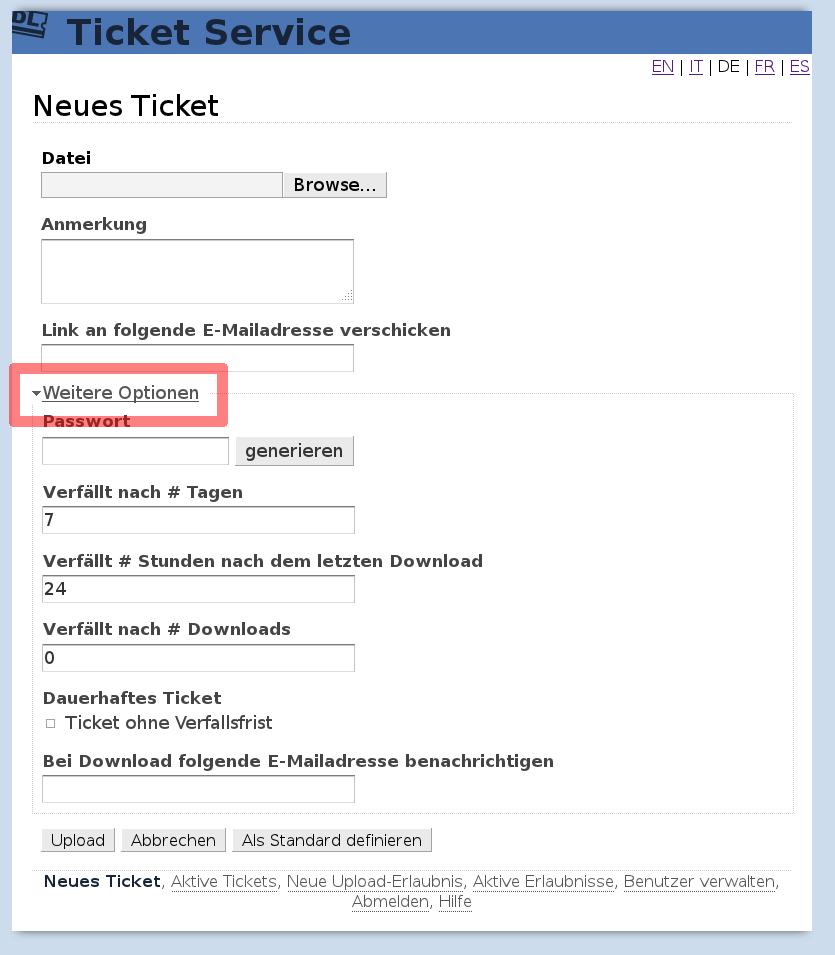 DL
Ticket Service
EN | IT | DE | FR | ES
Neues Ticket
Datei
Browse...
Anmerkung
Link an folgende E-Mailadresse verschicken
Weitere Optionen
Passwort
generieren
Verfällt nach # Tagen
7
Verfällt # Stunden nach dem letzten Download
24
Verfällt nach # Downloads
0
Dauerhaftes Ticket
Ticket ohne Verfallsfrist
Bei Download folgende E-Mailadresse benachrichtigen
Upload Abbrechen Als Standard definieren
Neues Ticket, Aktive Tickets, Neue Upload-Erlaubnis, Aktive Erlaubnisse, Benutzer verwalten,
Abmelden, Hilfe